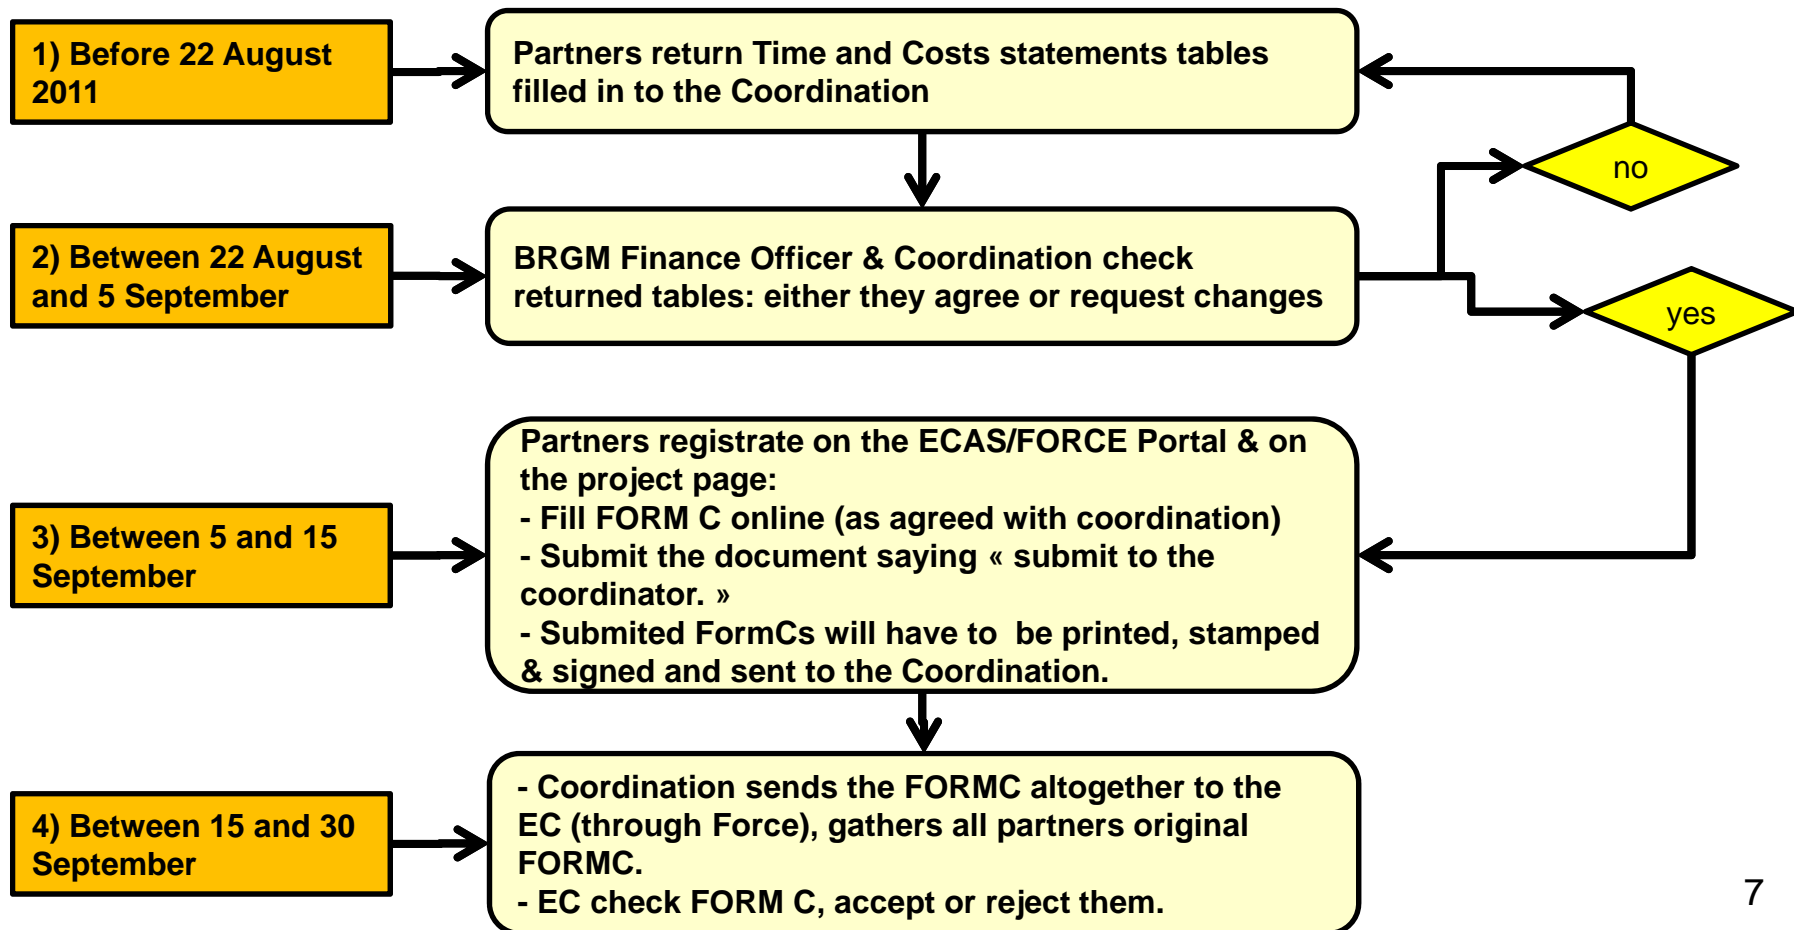 1) Before 22 August
2011
Partners return Time and Costs statements tables
filled in to the Coordination
no
2) Between 22 August
and 5 September
BRGM Finance Officer & Coordination check
returned tables: either they agree or request changes
yes
3) Between 5 and 15
September
Partners registrate on the ECAS/FORCE Portal & on
the project page:
- Fill FORM C online (as agreed with coordination)
- Submit the document saying « submit to the
coordinator. »
- Submited FormCs will have to  be printed, stamped
& signed and sent to the Coordination.
4) Between 15 and 30
September
- Coordination sends the FORMC altogether to the
EC (through Force), gathers all partners original
FORMC.
- EC check FORM C, accept or reject them.
7